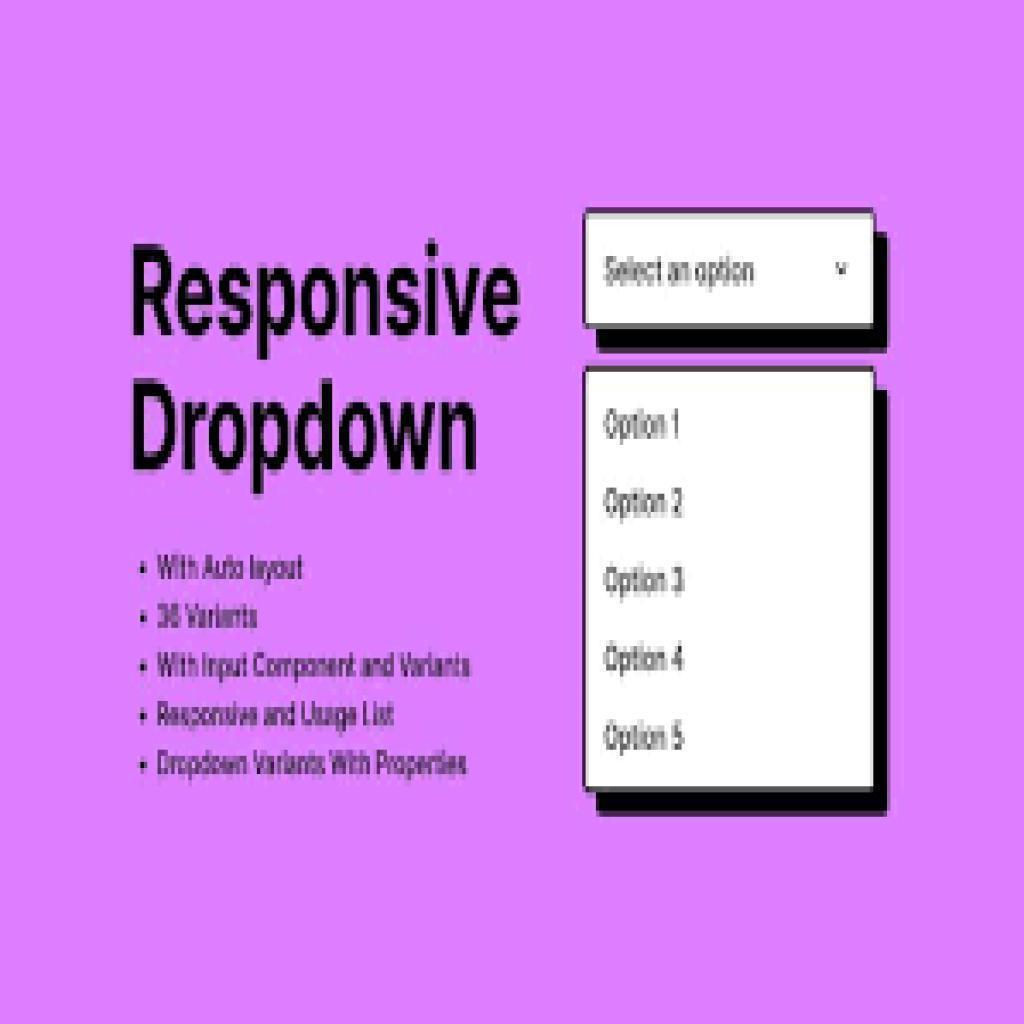 Responsive
Dropdown
• With Auto layout
• 36 Variants
• With Input Component and Variants
• Responsive and Usage List
• Dropdown Variants With Properties
Select an option
Option 1
Option 2
Option 3
Option 4
Option 5